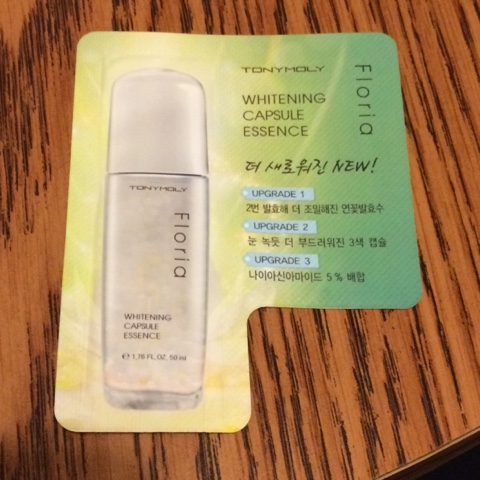 TONYMOLY
Floria
WHITENING
CAPSULE
ESSENCE
더 새로워진 NEW!
UPGRADE 1
2번 발효해 더 조밀해진 연꽃발효수
UPGRADE 2
눈 녹듯 더 부드러워진 3색 캡슐
UPGRADE 3
나이아신아마이드 5% 배합
TONYMOLY
Floria
WHITENING
CAPSULE
ESSENCE
℮ 1.76 FL.OZ. 50 ml